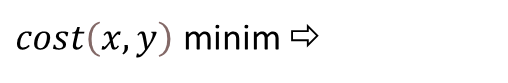 𝑐𝑜𝑠𝑡(𝑥, 𝑦) minim ⇨